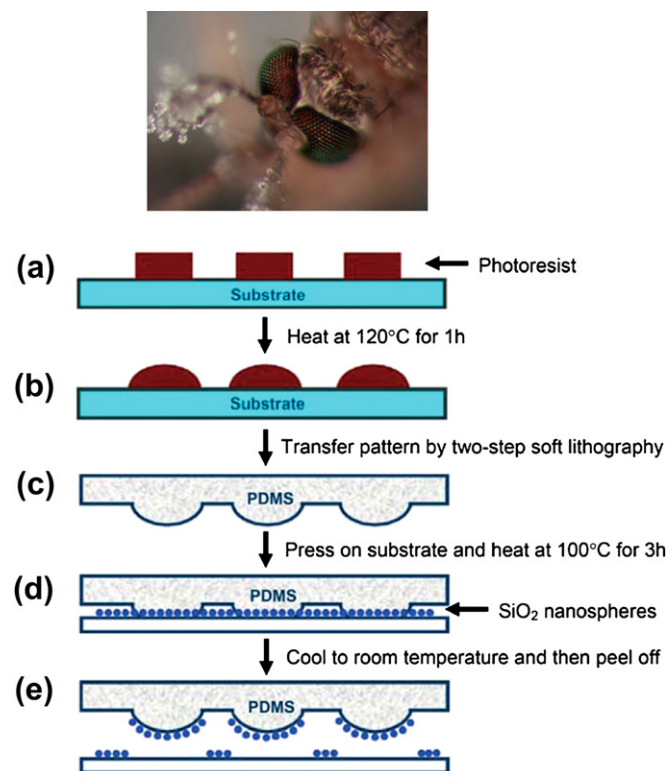 (a)
Photoresist
Substrate
Heat at 120°C for 1h
(b)
Substrate
Transfer pattern by two-step soft lithography
(c)
PDMS
Press on substrate and heat at 100°C for 3h
(d)
PDMS
SiO₂ nanospheres
Cool to room temperature and then peel off
(e)
PDMS